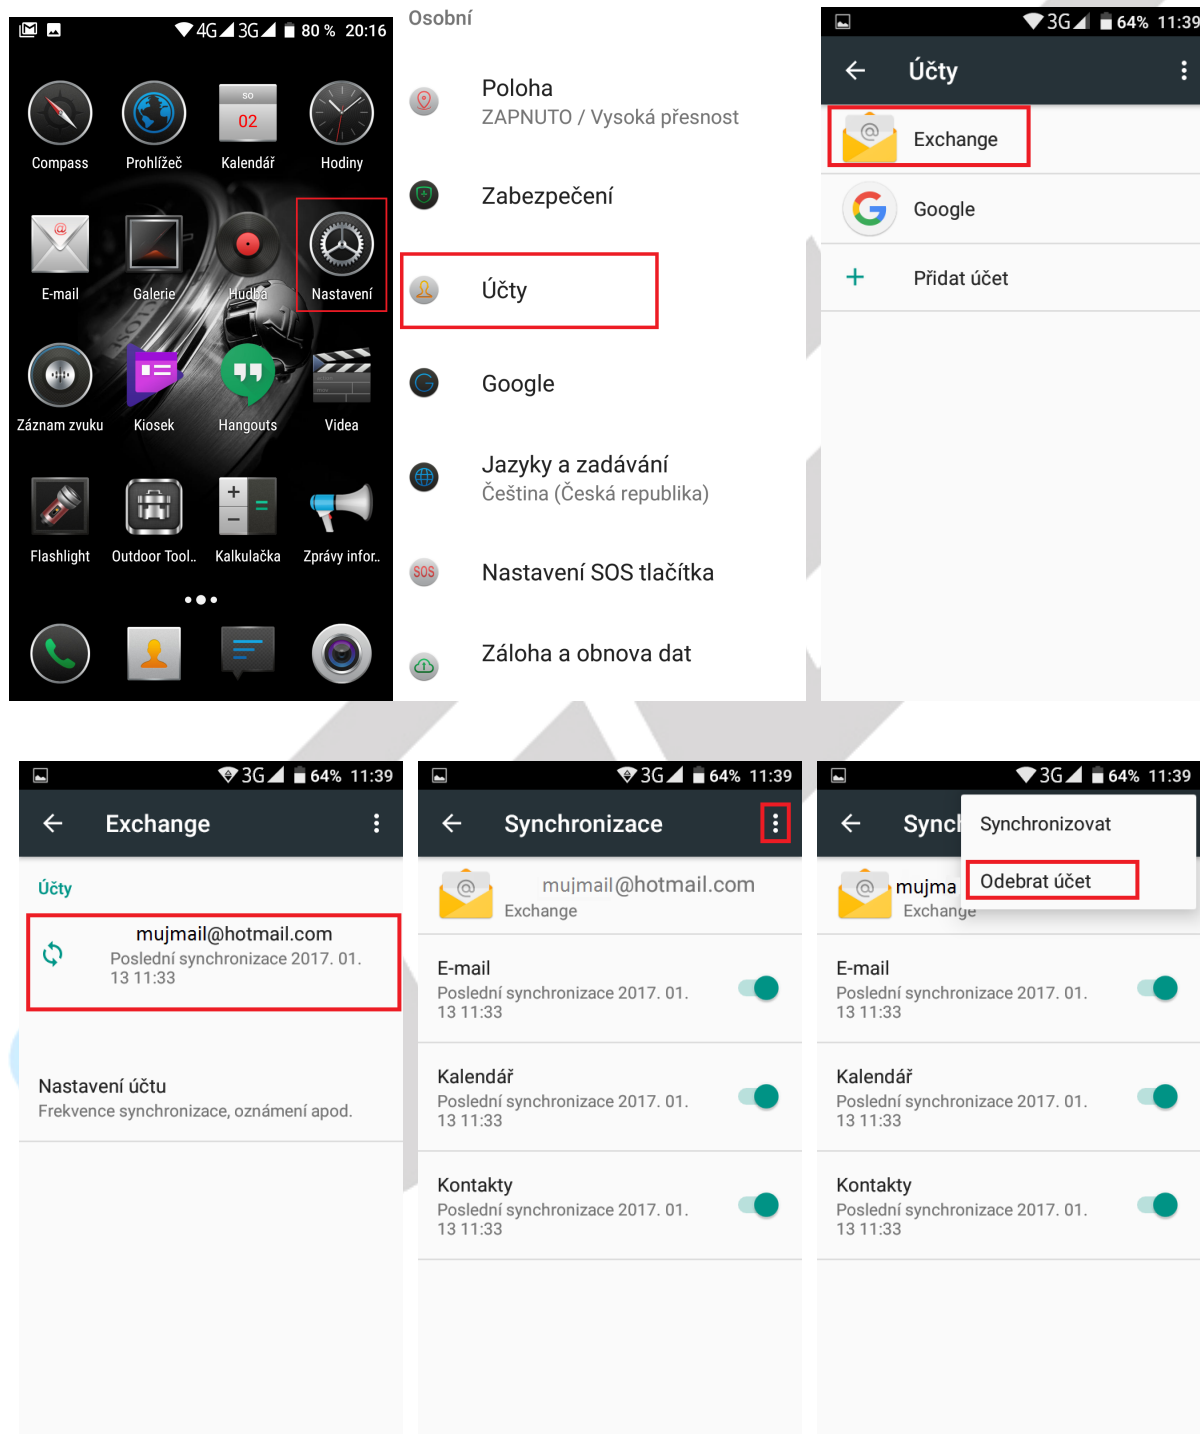 4G 3G 80 % 20:16
SO
02
Compass Prohlížeč Kalendář Hodiny
@
E-mail Galerie Hudba Nastavení
Záznam zvuku Kiosek Hangouts Videa
Flashlight Outdoor Tool.. Kalkulačka Zprávy infor..
Osobní
Poloha
ZAPNUTO / Vysoká přesnost
Zabezpečení
Účty
Google
Jazyky a zadávání
Čeština (Česká republika)
SOS
Nastavení SOS tlačítka
Záloha a obnova dat
3G 64% 11:39
Účty
@
Exchange
Google
Přidat účet
3G 64% 11:39
Exchange
Účty
mujmail@hotmail.com
Poslední synchronizace 2017. 01.
13 11:33
Nastavení účtu
Frekvence synchronizace, oznámení apod.
3G 64% 11:39
Synchronizace
@
mujmail@hotmail.com
Exchange
E-mail
Poslední synchronizace 2017. 01.
13 11:33
Kalendář
Poslední synchronizace 2017. 01.
13 11:33
Kontakty
Poslední synchronizace 2017. 01.
13 11:33
3G 64% 11:39
Synch
Synchronizovat
Odebrat účet
@
mujma
Exchange
E-mail
Poslední synchronizace 2017. 01.
13 11:33
Kalendář
Poslední synchronizace 2017. 01.
13 11:33
Kontakty
Poslední synchronizace 2017. 01.
13 11:33